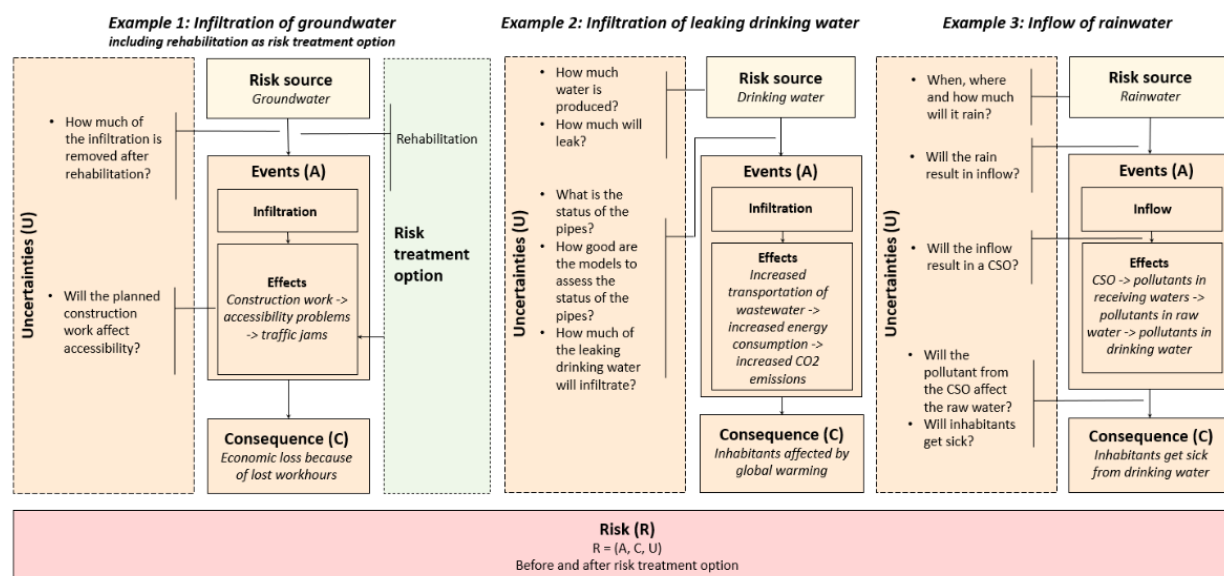 Example 1: Infiltration of groundwater
including rehabilitation as risk treatment option
Uncertainties (U)
• How much of
the infiltration is
removed after
rehabilitation?
• Will the planned
construction work affect
accessibility?
Risk source
Groundwater
Events (A)
Infiltration
Effects
Construction work ->
accessibility problems
-> traffic jams
Consequence (C)
Economic loss because
of lost workhours
Rehabilitation
Risk
treatment
option
Example 2: Infiltration of leaking drinking water
Uncertainties (U)
• How much
water is
produced?
• How much will
leak?
• What is the
status of the
pipes?
• How good are
the models to
assess the
status of the
pipes?
• How much of
the leaking
drinking water
will infiltrate?
Risk source
Drinking water
Events (A)
Infiltration
Effects
Increased
transportation of
wastewater ->
increased energy
consumption ->
increased CO2
emissions
Consequence (C)
Inhabitants affected by
global warming
Example 3: Inflow of rainwater
Uncertainties (U)
• When, where
and how much
will it rain?
• Will the rain
result in inflow?
• Will the inflow
result in a CSO?
• Will the
pollutant from
the CSO affect
the raw water?
• Will inhabitants
get sick?
Risk source
Rainwater
Events (A)
Inflow
Effects
CSO -> pollutants in
receiving waters ->
pollutants in raw
water -> pollutants in
drinking water
Consequence (C)
Inhabitants get sick
from drinking water
Risk (R)
R = (A, C, U)
Before and after risk treatment option